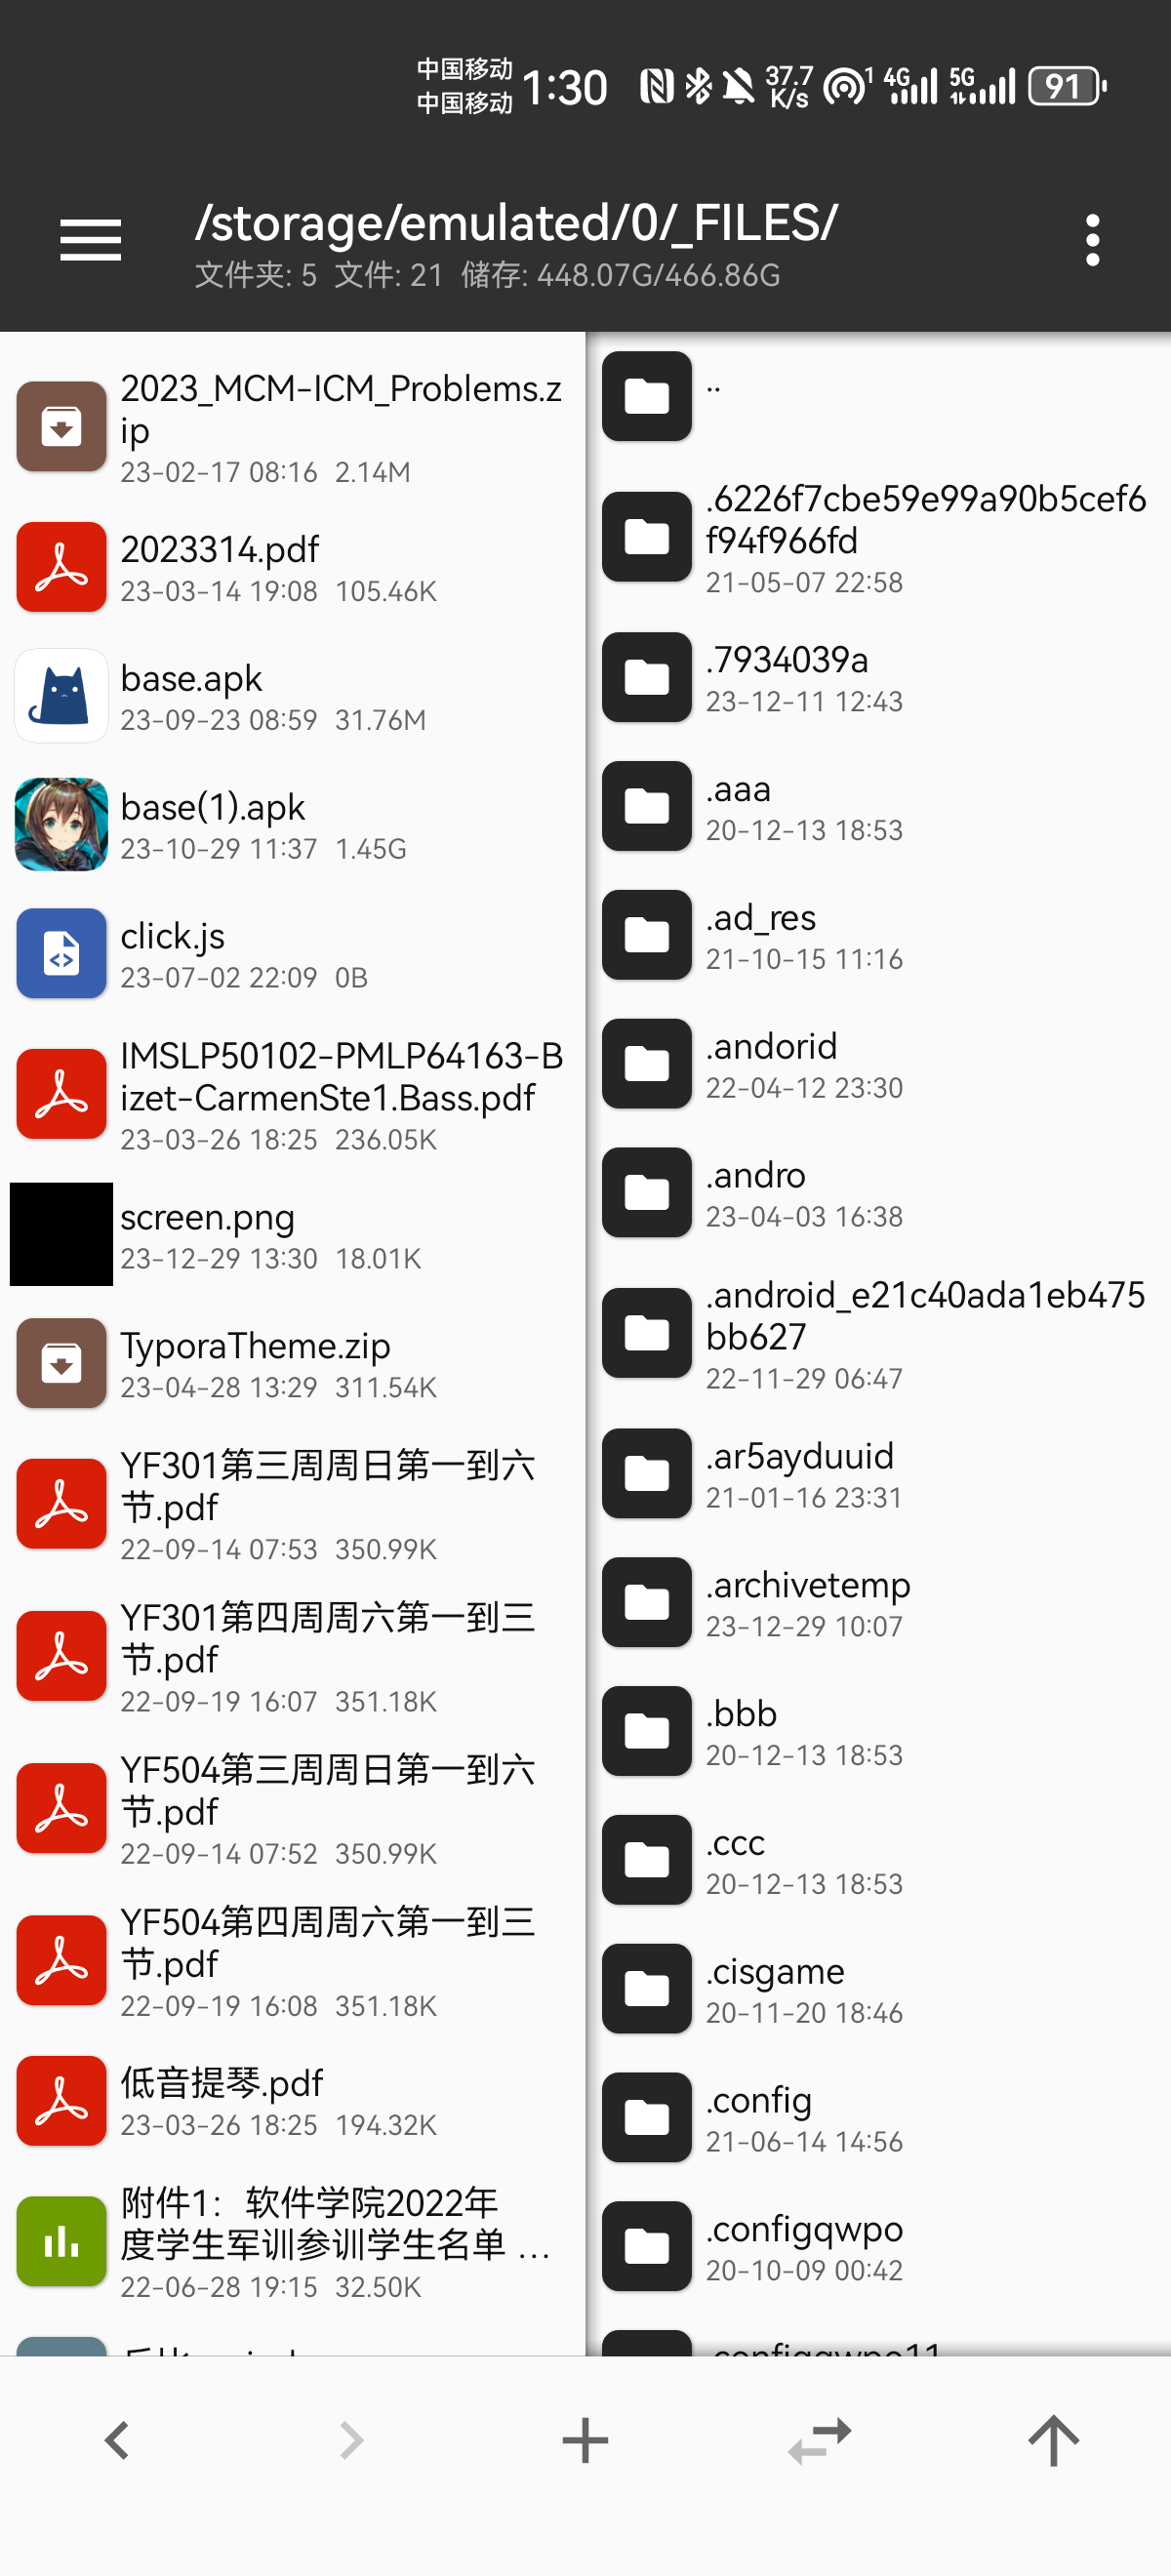 中国移动
中国移动
1:30
37.7
K/s
1
4G
5G
91
/storage/emulated/0/_FILES/
文件夹: 5 文件: 21 储存: 448.07G/466.86G
2023_MCM-ICM_Problems.z
ip
23-02-17 08:16 2.14M
2023314.pdf
23-03-14 19:08 105.46K
base.apk
23-09-23 08:59 31.76M
base(1).apk
23-10-29 11:37 1.45G
click.js
23-07-02 22:09 0B
IMSLP50102-PMLP64163-B
izet-CarmenSte1.Bass.pdf
23-03-26 18:25 236.05K
screen.png
23-12-29 13:30 18.01K
TyporaTheme.zip
23-04-28 13:29 311.54K
YF301第三周周日第一到六
节.pdf
22-09-14 07:53 350.99K
YF301第四周周六第一到三
节.pdf
22-09-19 16:07 351.18K
YF504第三周周日第一到六
节.pdf
22-09-14 07:52 350.99K
YF504第四周周六第一到三
节.pdf
22-09-19 16:08 351.18K
低音提琴.pdf
23-03-26 18:25 194.32K
附件1：软件学院2022年
度学生军训参训学生名单 ...
22-06-28 19:15 32.50K
..
.6226f7cbe59e99a90b5cef6
f94f966fd
21-05-07 22:58
.7934039a
23-12-11 12:43
.aaa
20-12-13 18:53
.ad_res
21-10-15 11:16
.andorid
22-04-12 23:30
.andro
23-04-03 16:38
.android_e21c40ada1eb475
bb627
22-11-29 06:47
.ar5ayduuid
21-01-16 23:31
.archivetemp
23-12-29 10:07
.bbb
20-12-13 18:53
.ccc
20-12-13 18:53
.cisgame
20-11-20 18:46
.config
21-06-14 14:56
.configqwpo
20-10-09 00:42
.configqwpo11